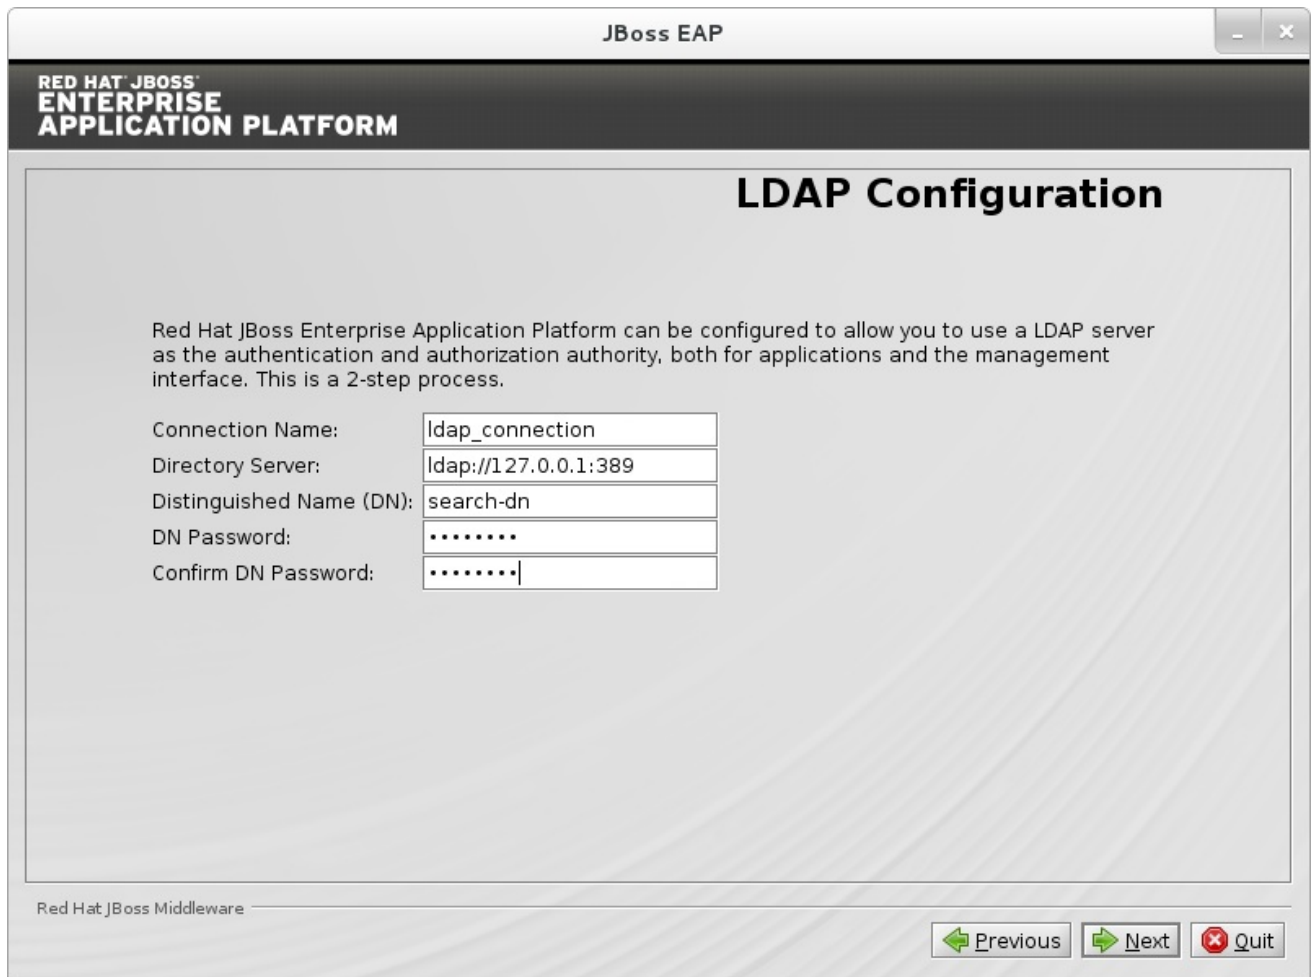 JBoss EAP
RED HAT JBOSS
ENTERPRISE
APPLICATION PLATFORM
LDAP Configuration
Red Hat JBoss Enterprise Application Platform can be configured to allow you to use a LDAP server
as the authentication and authorization authority, both for applications and the management
interface. This is a 2-step process.
Connection Name: ldap_connection
Directory Server: ldap://127.0.0.1:389
Distinguished Name (DN): search-dn
DN Password: ••••••••
Confirm DN Password: ••••••••
Red Hat JBoss Middleware
Previous Next Quit